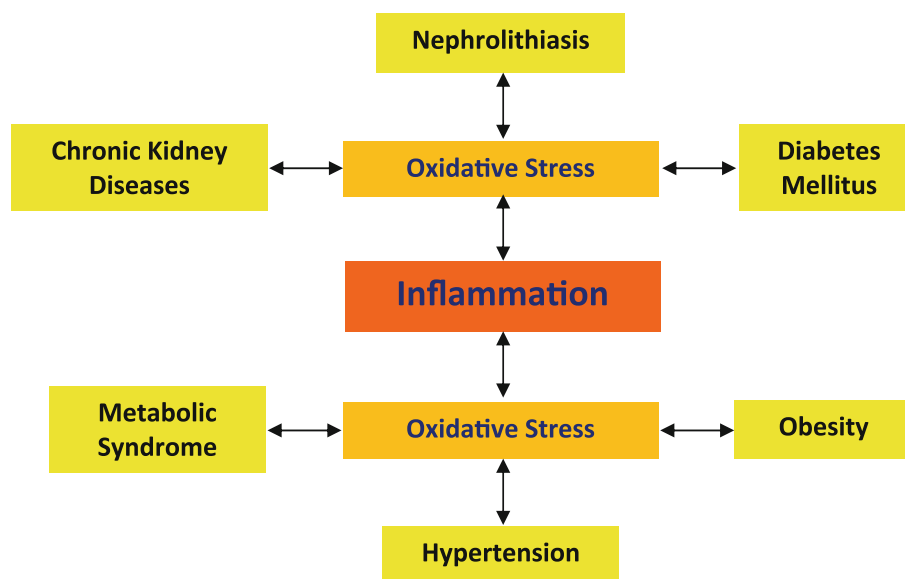 Nephrolithiasis
Chronic Kidney
Diseases
Oxidative Stress
Diabetes
Mellitus
Inflammation
Metabolic
Syndrome
Oxidative Stress
Obesity
Hypertension